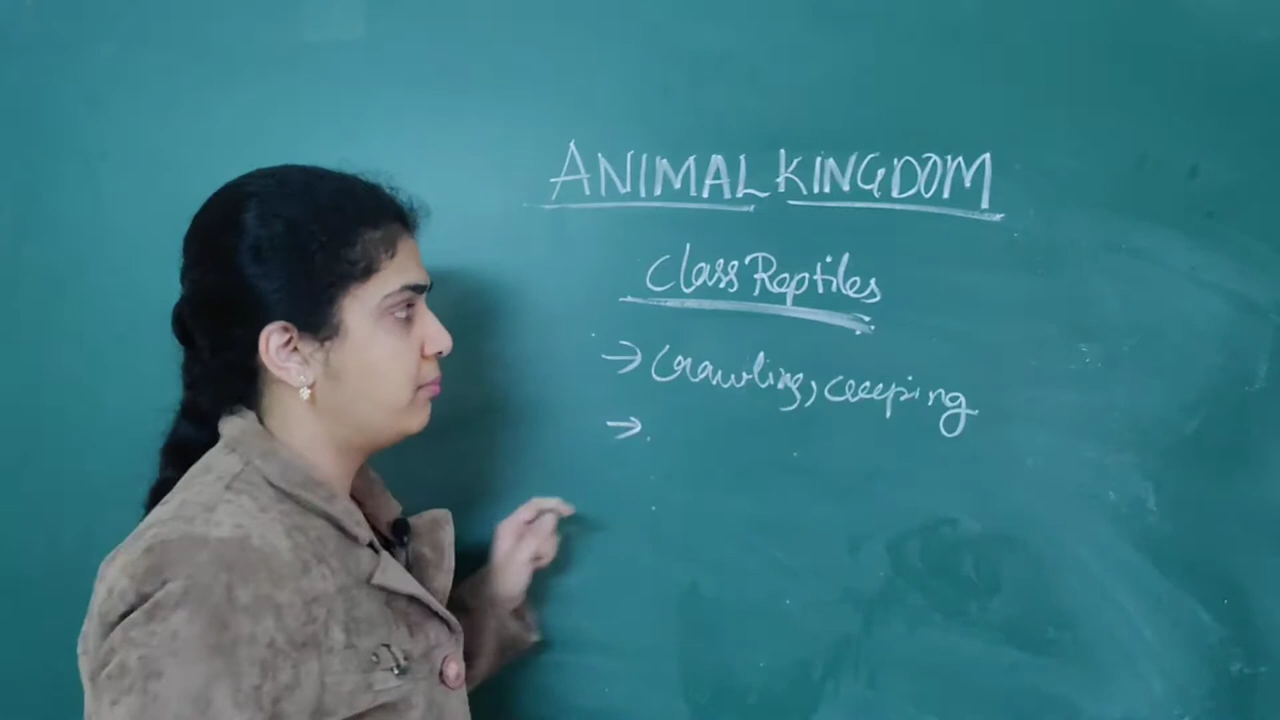 ANIMAL KINGDOM
Class Reptiles
→ Crawling, creeping
→